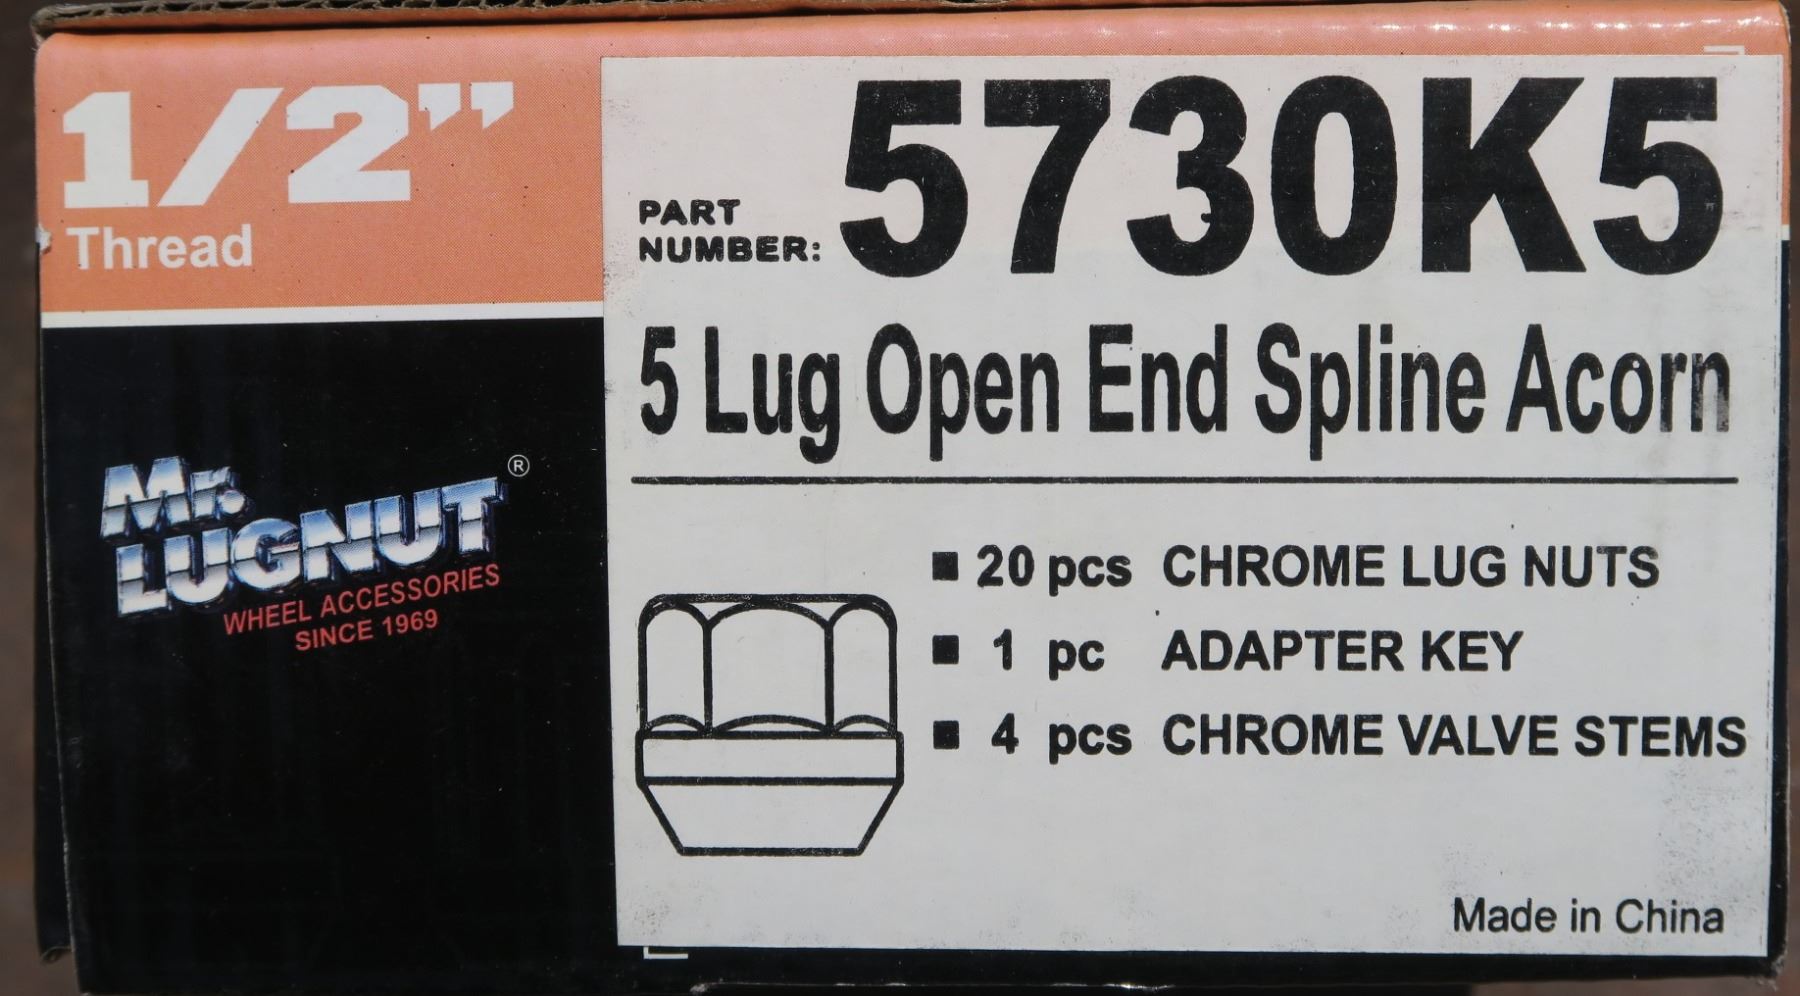 1/2”
Thread
Mr.
LUGNUT®
WHEEL ACCESSORIES
SINCE 1969
PART
NUMBER: 5730K5
5 Lug Open End Spline Acorn
■ 20 pcs CHROME LUG NUTS
■ 1 pc ADAPTER KEY
■ 4 pcs CHROME VALVE STEMS
Made in China